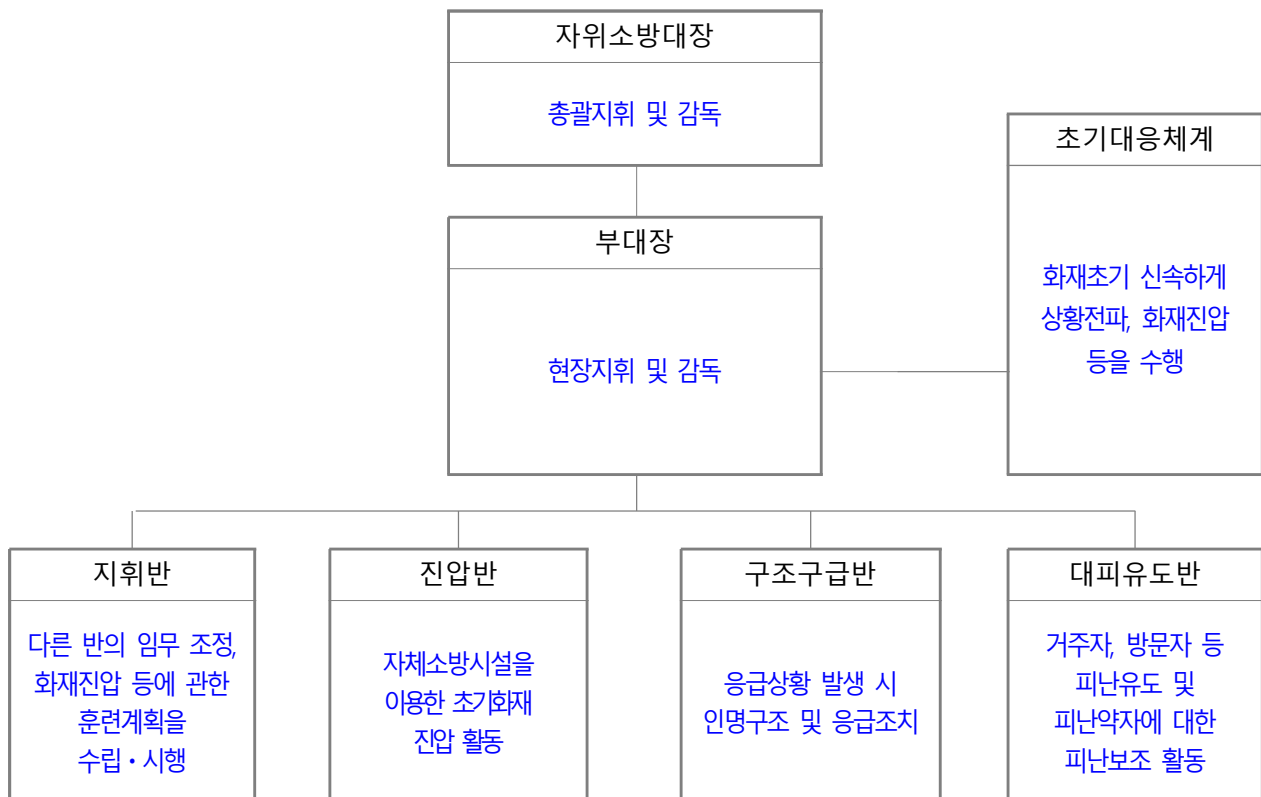 자위소방대장
총괄지휘 및 감독
초기대응체계
화재초기 신속하게
상황전파, 화재진압
등을 수행
부대장
현장지휘 및 감독
지휘반
다른 반의 임무 조정,
화재진압 등에 관한
훈련계획을
수립・시행
진압반
자체소방시설을
이용한 초기화재
진압 활동
구조구급반
응급상황 발생 시
인명구조 및 응급조치
대피유도반
거주자, 방문자 등
피난유도 및
피난약자에 대한
피난보조 활동